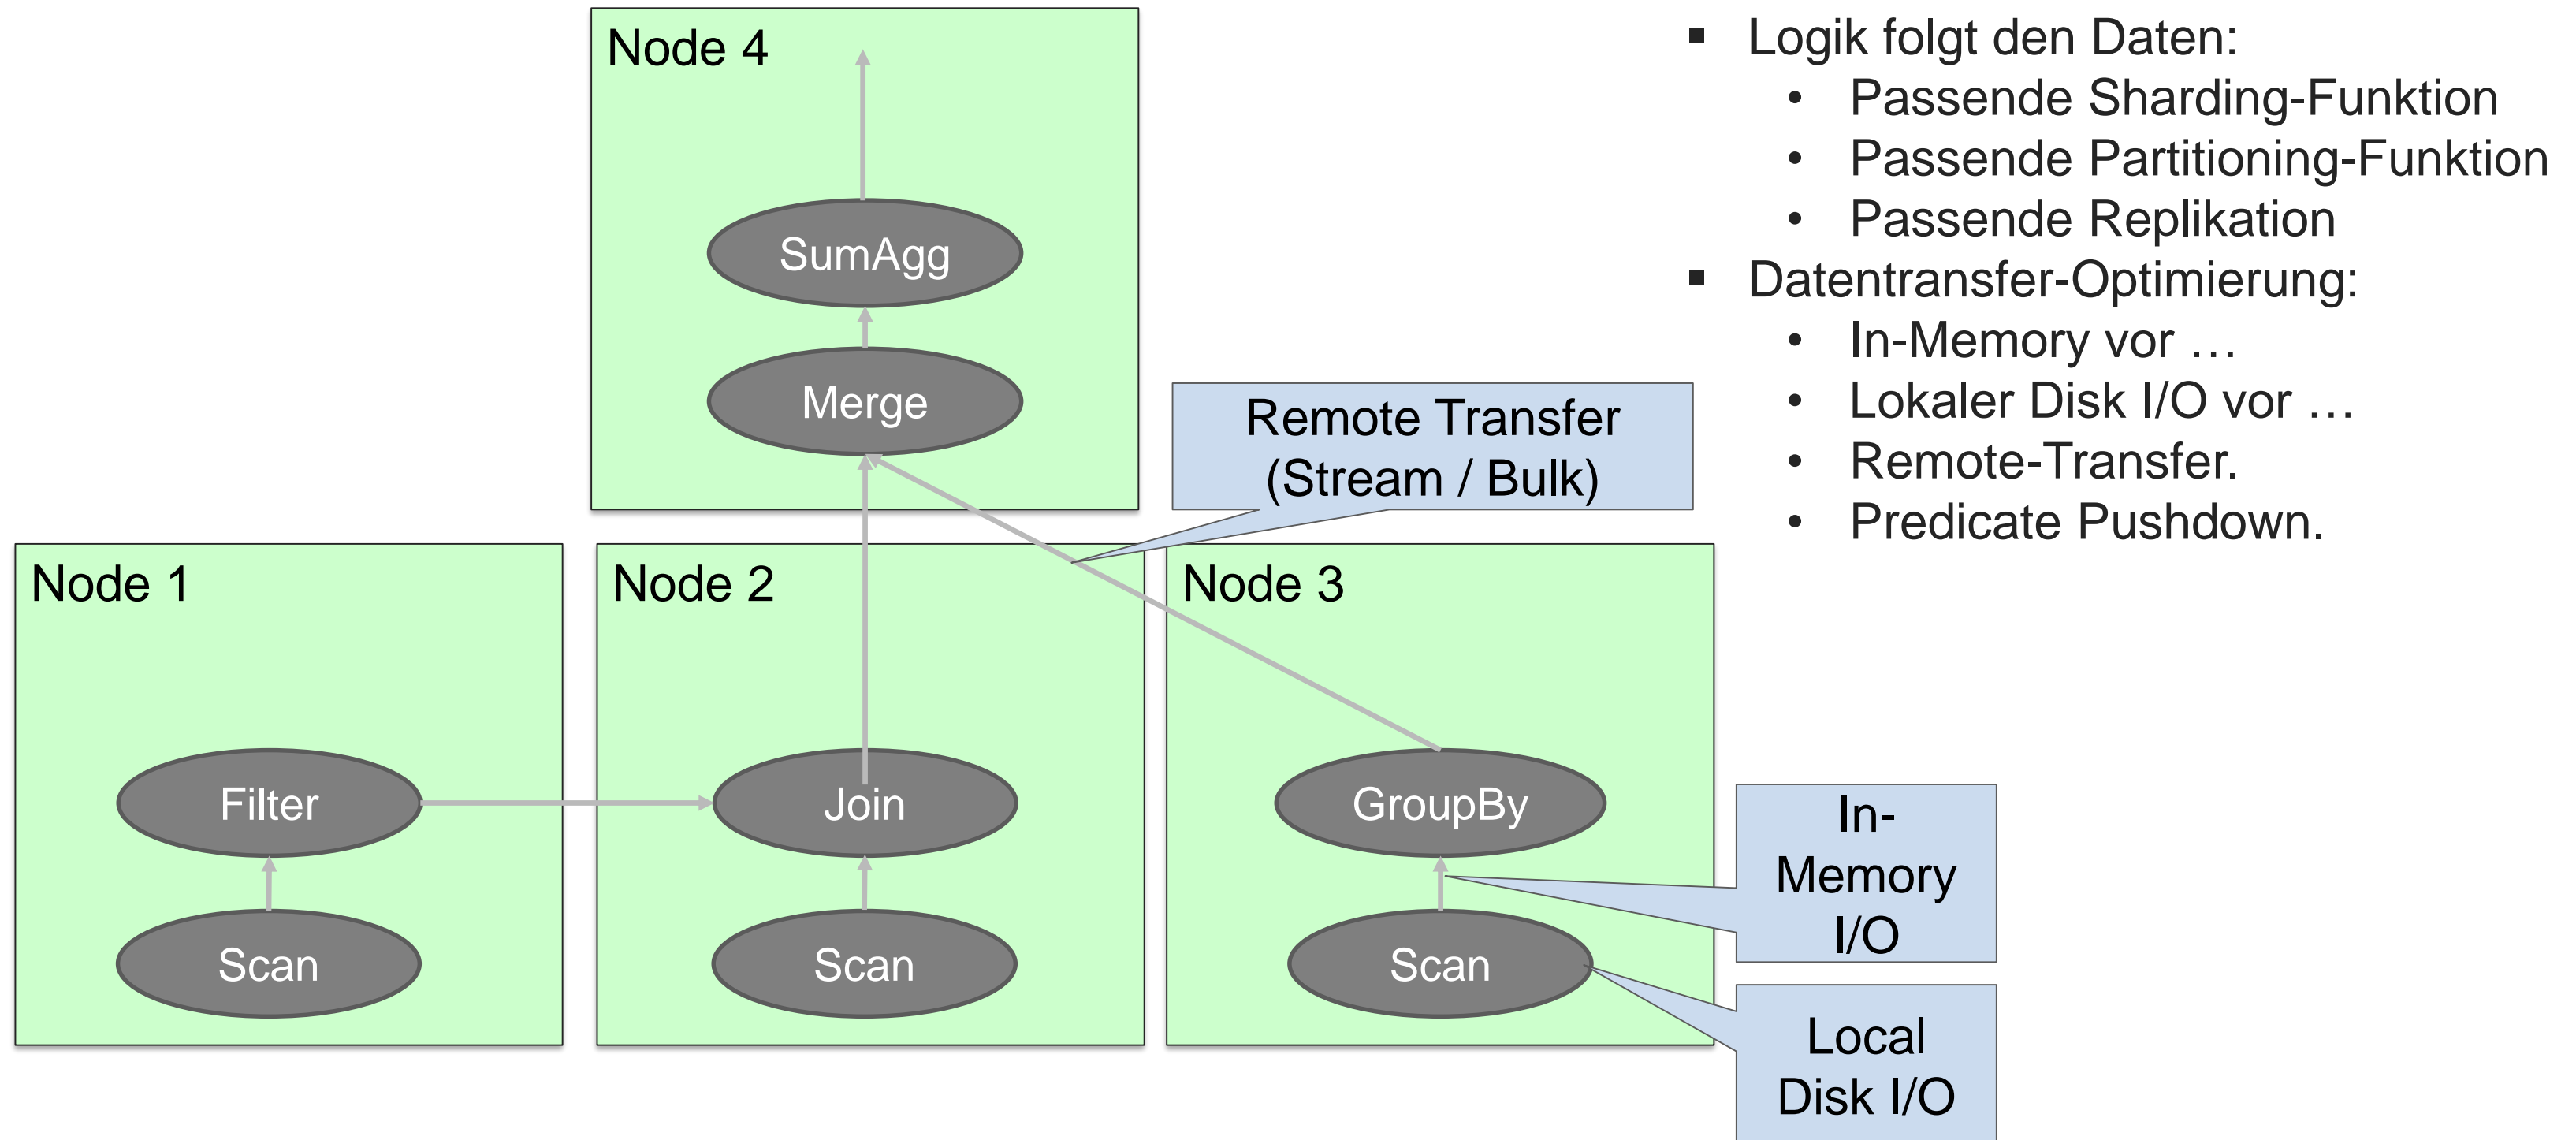 Node 4
SumAgg
Merge
Remote Transfer
(Stream / Bulk)
Node 1
Filter
Scan
Node 2
Join
Scan
Node 3
GroupBy
Scan
In-
Memory
I/O
Local
Disk I/O
▪ Logik folgt den Daten:
• Passende Sharding-Funktion
• Passende Partitioning-Funktion
• Passende Replikation
▪ Datentransfer-Optimierung:
• In-Memory vor …
• Lokaler Disk I/O vor …
• Remote-Transfer.
• Predicate Pushdown.